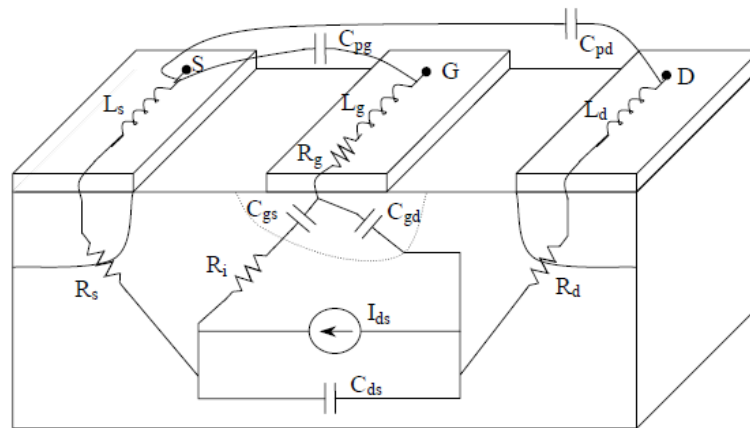 C_pg
C_pd
S
G
D
L_s
L_g
L_d
R_g
C_gs
C_gd
R_i
R_s
R_d
I_ds
C_ds